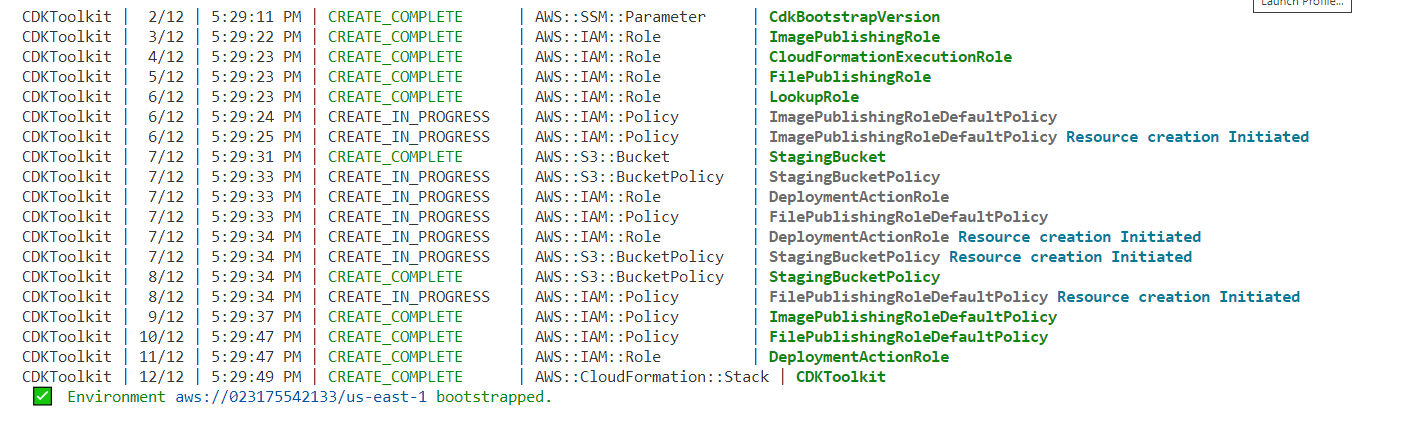 Launch Profile...
CDKToolkit | 2/12 | 5:29:11 PM | CREATE_COMPLETE | AWS::SSM::Parameter | CdkBootstrapVersion
CDKToolkit | 3/12 | 5:29:22 PM | CREATE_COMPLETE | AWS::IAM::Role | ImagePublishingRole
CDKToolkit | 4/12 | 5:29:23 PM | CREATE_COMPLETE | AWS::IAM::Role | CloudFormationExecutionRole
CDKToolkit | 5/12 | 5:29:23 PM | CREATE_COMPLETE | AWS::IAM::Role | FilePublishingRole
CDKToolkit | 6/12 | 5:29:23 PM | CREATE_COMPLETE | AWS::IAM::Role | LookupRole
CDKToolkit | 6/12 | 5:29:24 PM | CREATE_IN_PROGRESS | AWS::IAM::Policy | ImagePublishingRoleDefaultPolicy
CDKToolkit | 6/12 | 5:29:25 PM | CREATE_IN_PROGRESS | AWS::IAM::Policy | ImagePublishingRoleDefaultPolicy Resource creation Initiated
CDKToolkit | 7/12 | 5:29:31 PM | CREATE_COMPLETE | AWS::S3::Bucket | StagingBucket
CDKToolkit | 7/12 | 5:29:33 PM | CREATE_IN_PROGRESS | AWS::S3::BucketPolicy | StagingBucketPolicy
CDKToolkit | 7/12 | 5:29:33 PM | CREATE_IN_PROGRESS | AWS::IAM::Role | DeploymentActionRole
CDKToolkit | 7/12 | 5:29:33 PM | CREATE_IN_PROGRESS | AWS::IAM::Policy | FilePublishingRoleDefaultPolicy
CDKToolkit | 7/12 | 5:29:34 PM | CREATE_IN_PROGRESS | AWS::IAM::Role | DeploymentActionRole Resource creation Initiated
CDKToolkit | 7/12 | 5:29:34 PM | CREATE_IN_PROGRESS | AWS::S3::BucketPolicy | StagingBucketPolicy Resource creation Initiated
CDKToolkit | 8/12 | 5:29:34 PM | CREATE_COMPLETE | AWS::S3::BucketPolicy | StagingBucketPolicy
CDKToolkit | 8/12 | 5:29:34 PM | CREATE_IN_PROGRESS | AWS::IAM::Policy | FilePublishingRoleDefaultPolicy Resource creation Initiated
CDKToolkit | 9/12 | 5:29:37 PM | CREATE_COMPLETE | AWS::IAM::Policy | ImagePublishingRoleDefaultPolicy
CDKToolkit | 10/12 | 5:29:47 PM | CREATE_COMPLETE | AWS::IAM::Policy | FilePublishingRoleDefaultPolicy
CDKToolkit | 11/12 | 5:29:47 PM | CREATE_COMPLETE | AWS::IAM::Role | DeploymentActionRole
CDKToolkit | 12/12 | 5:29:49 PM | CREATE_COMPLETE | AWS::CloudFormation::Stack | CDKToolkit
✅ Environment aws://023175542133/us-east-1 bootstrapped.